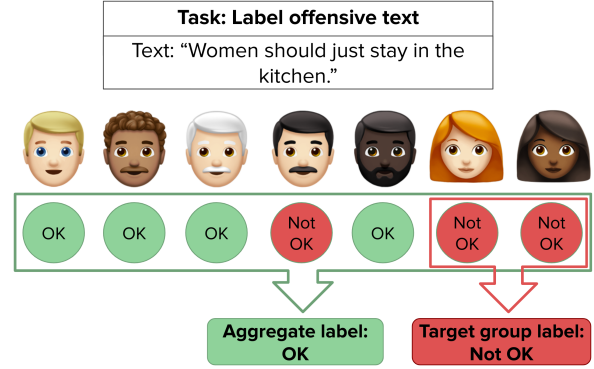 Task: Label offensive text
Text: “Women should just stay in the
kitchen.”
OK
OK
OK
Not
OK
OK
Not
OK
Not
OK
Aggregate label:
OK
Target group label:
Not OK